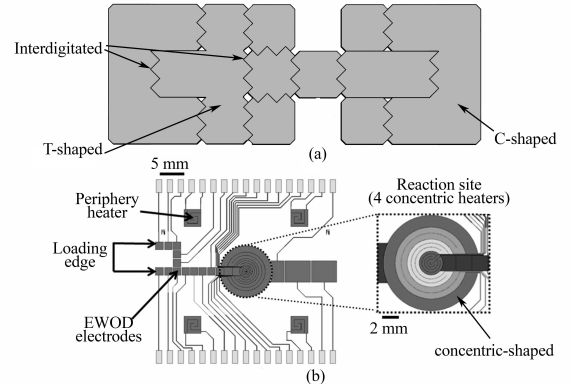 Interdigitated
T-shaped
C-shaped
(a)
5 mm
Periphery
heater
Reaction site
(4 concentric heaters)
Loading
edge
EWOD
electrodes
2 mm
concentric-shaped
(b)